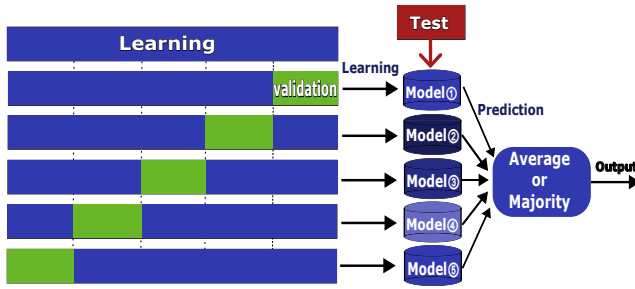 Test
Learning
Learning
validation
Model①
Prediction
Model②
Average
or
Majority
Output
Model③
Model④
Model⑤